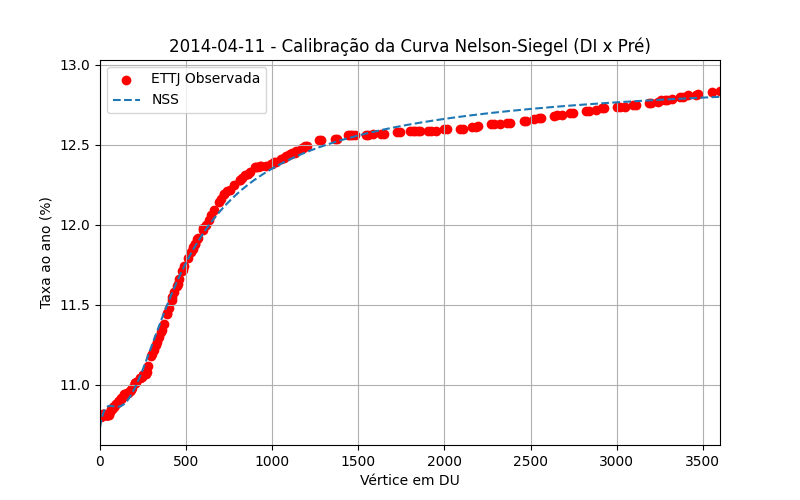 2014-04-11 - Calibração da Curva Nelson-Siegel (DI x Pré)
ETTJ Observada
NSS
13.0
12.5
12.0
11.5
11.0
Taxa ao ano (%)
0 500 1000 1500 2000 2500 3000 3500
Vértice em DU